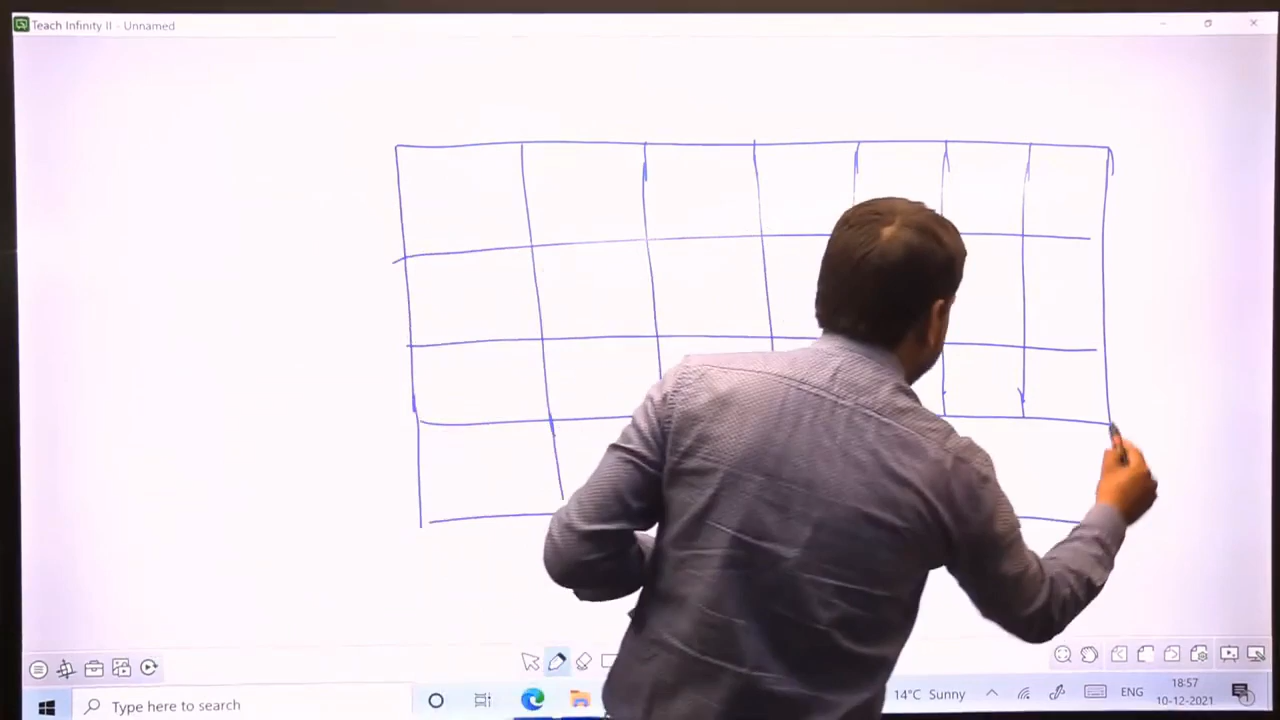 Teach Infinity II - Unnamed
Type here to search
14°C Sunny
ENG
18:57
10-12-2021